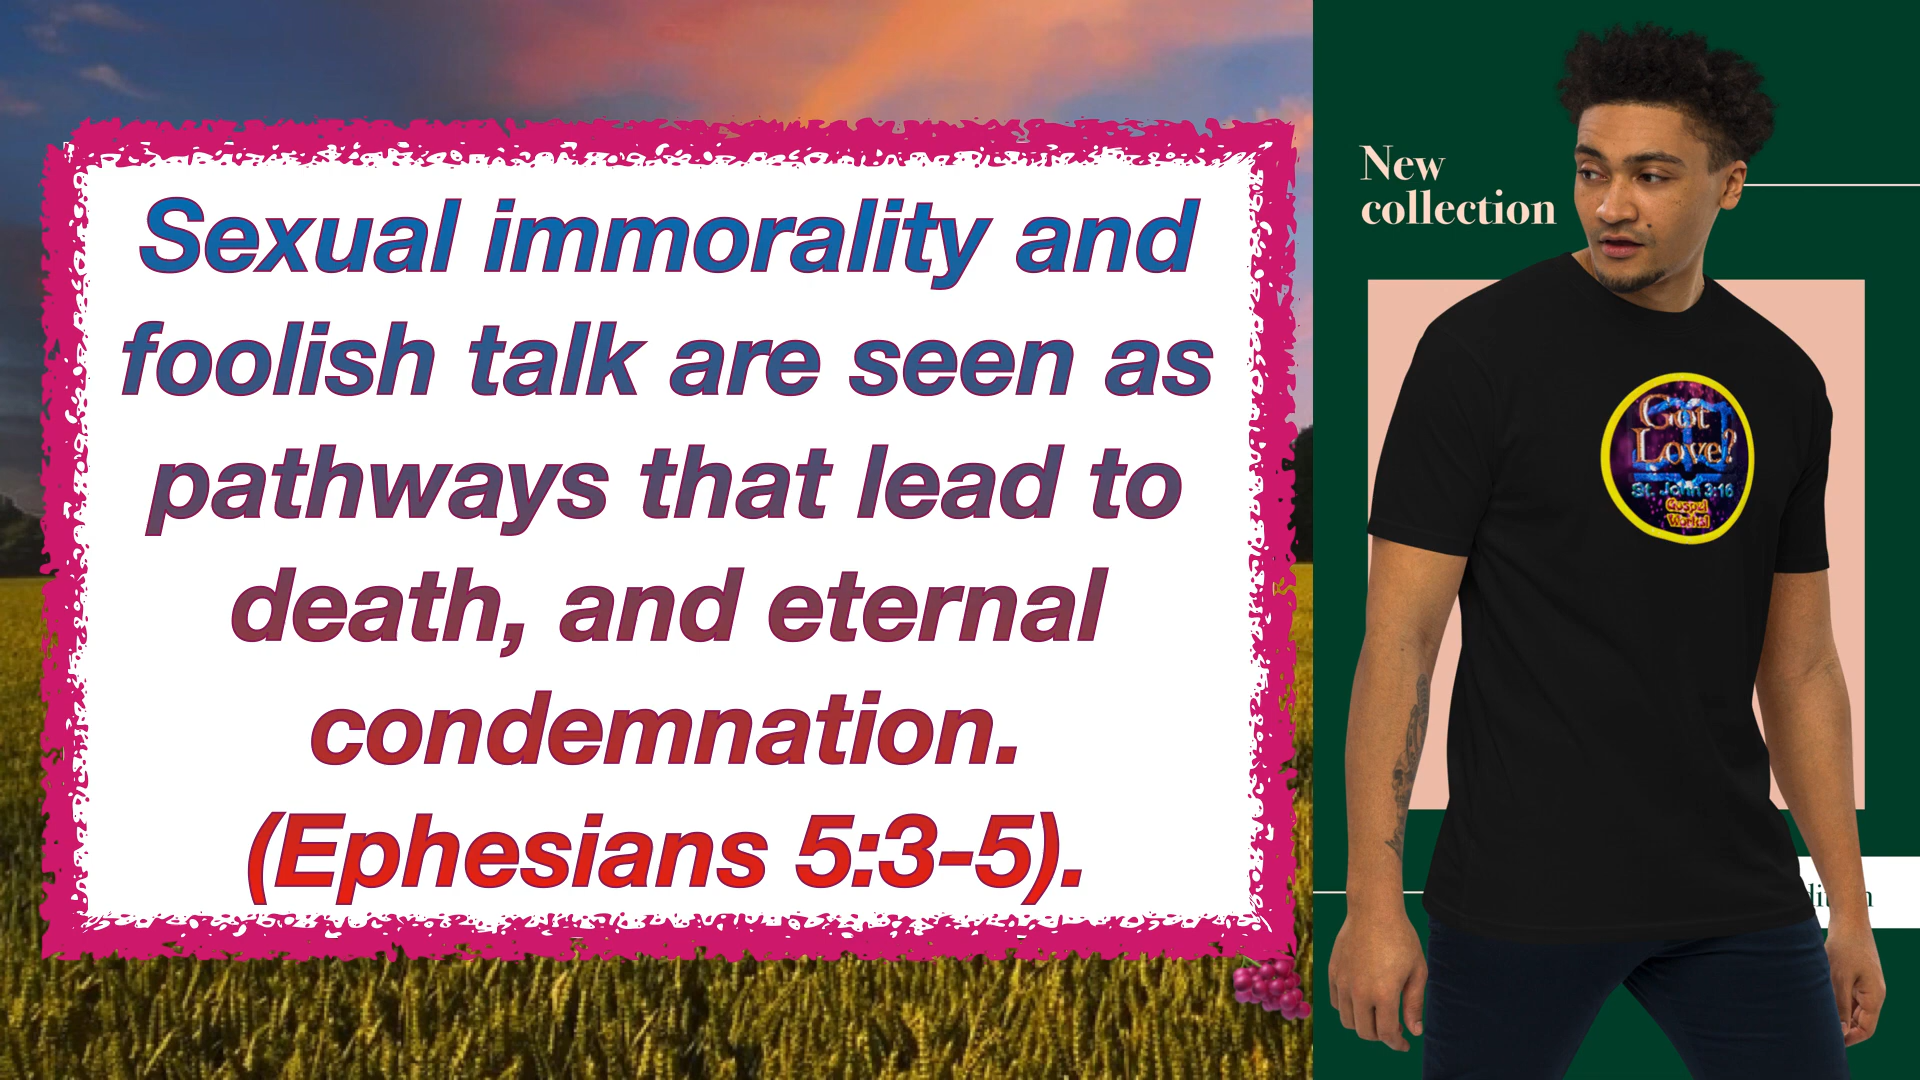 Sexual immorality and
foolish talk are seen as
pathways that lead to
death, and eternal
condemnation.
(Ephesians 5:3-5).
New
collection
Got
Love?
St. John 3:16
Gospel
Works!